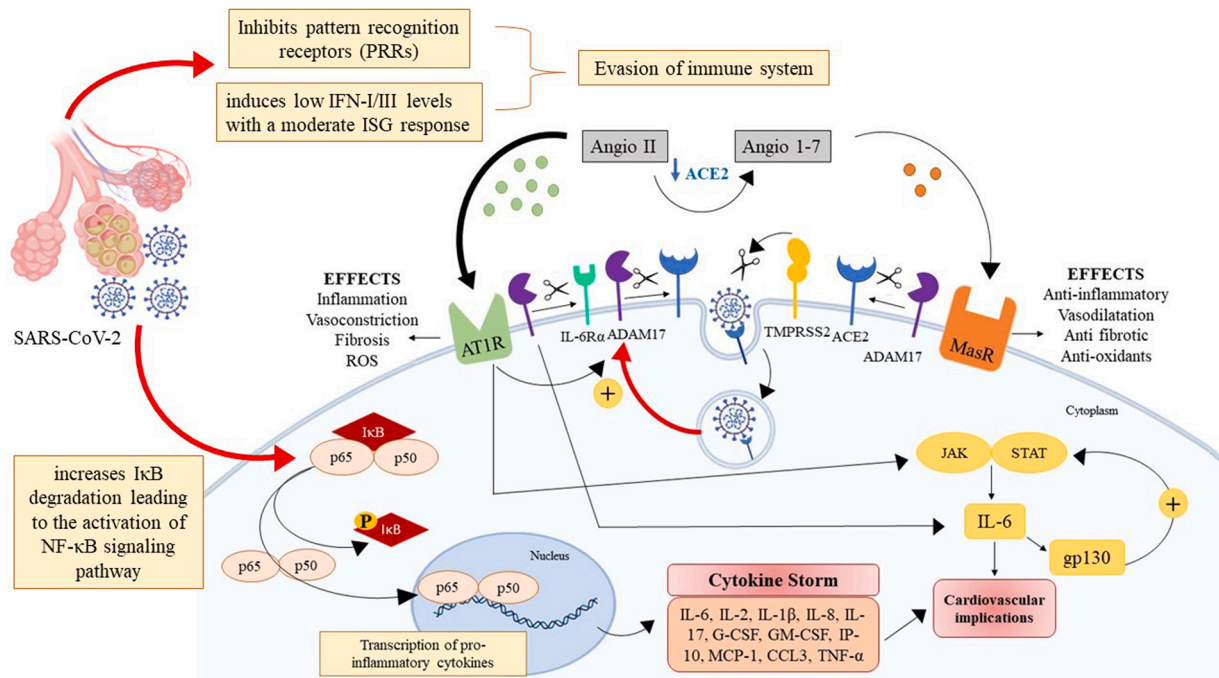 Inhibits pattern recognition
receptors (PRRs)
Evasion of immune system
induces low IFN-I/III levels
with a moderate ISG response
Angio II
Angio 1-7
ACE2
EFFECTS
Inflammation
Vasoconstriction
Fibrosis
ROS
EFFECTS
Anti-inflammatory
Vasodilatation
Anti fibrotic
Anti-oxidants
SARS-CoV-2
AT1R
IL-6Rα
ADAM17
TMPRSS2
ACE2
ADAM17
MasR
+
Cytoplasm
IκB
p65
p50
JAK
STAT
increases IκB
degradation leading
to the activation of
NF-κB signaling
pathway
P
IκB
IL-6
+
gp130
p65
p50
Nucleus
p65
p50
Cytokine Storm
IL-6, IL-2, IL-1β, IL-8, IL-
17, G-CSF, GM-CSF, IP-
10, MCP-1, CCL3, TNF-α
Cardiovascular
implications
Transcription of pro-
inflammatory cytokines